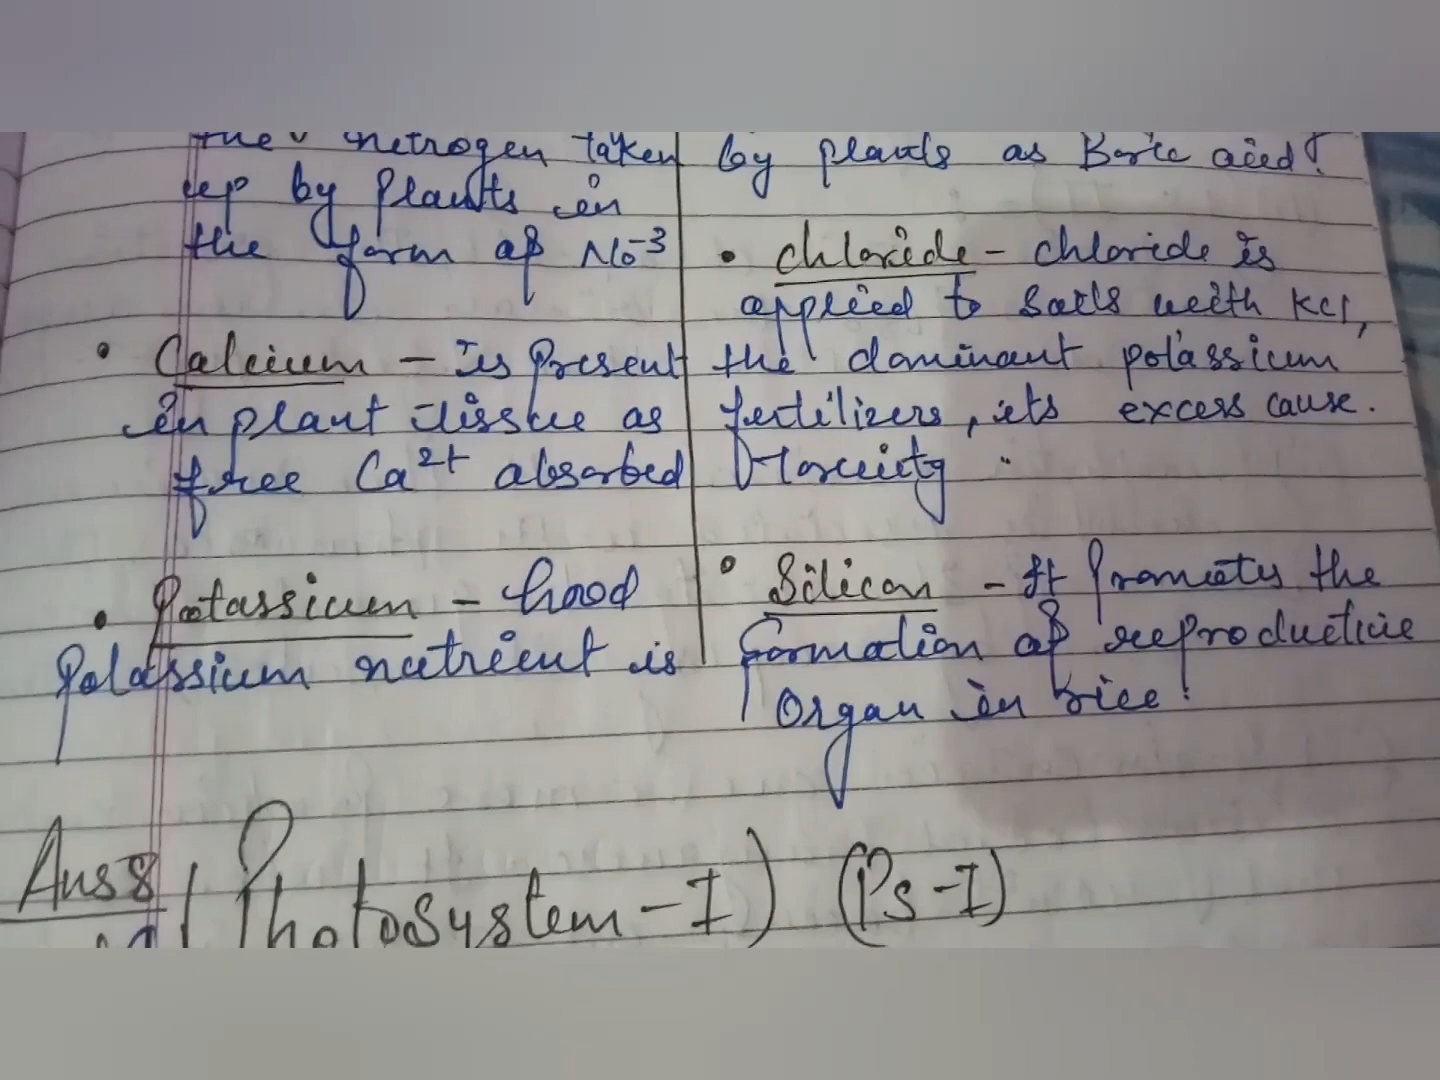 the nitrogen taken
up by Plants in
the form of No-3
• Calcium - Is Present
in plant tissue as
free Ca2+ absorbed
• Potassium - Good
Potassium nutrient is
by plants as Boric acid.
• chloride - chloride is
applied to soils with KCl,
the dominant potassium
fertilizers, its excess cause.
toxicity
• Silicon - It Promotes the
formation of reproductive
organ in rice.
Ans 8
Photosystem - I) (Ps - I)